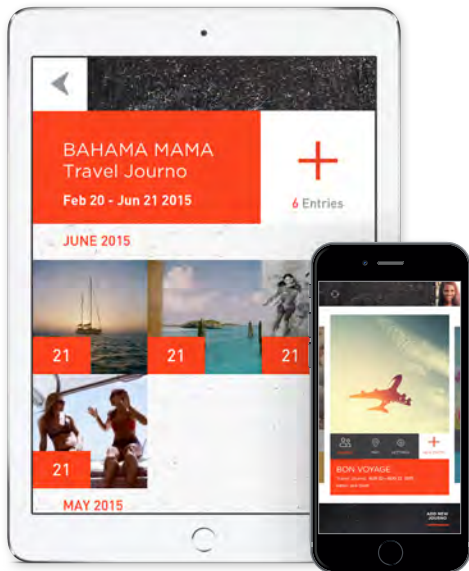 BAHAMA MAMA
Travel Journo
Feb 20 - Jun 21 2015
6 Entries
JUNE 2015
21
21
21
21
MAY 2015
SETTINGS
BON VOYAGE
ADD NEW
JOURNO